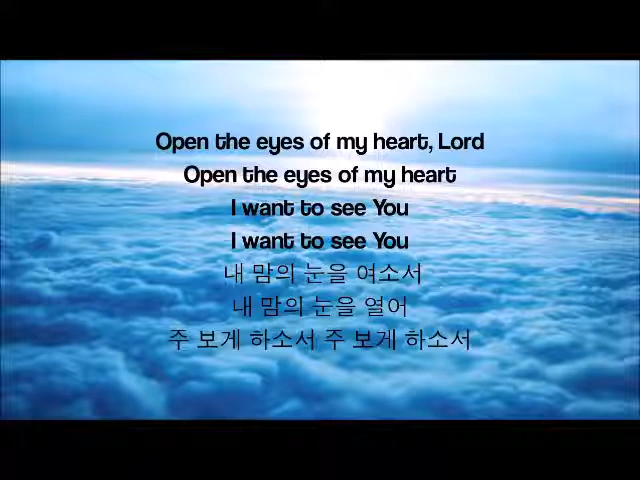 Open the eyes of my heart, Lord
Open the eyes of my heart
I want to see You
I want to see You
내 맘의 눈을 여소서
내 맘의 눈을 열어
주 보게 하소서 주 보게 하소서